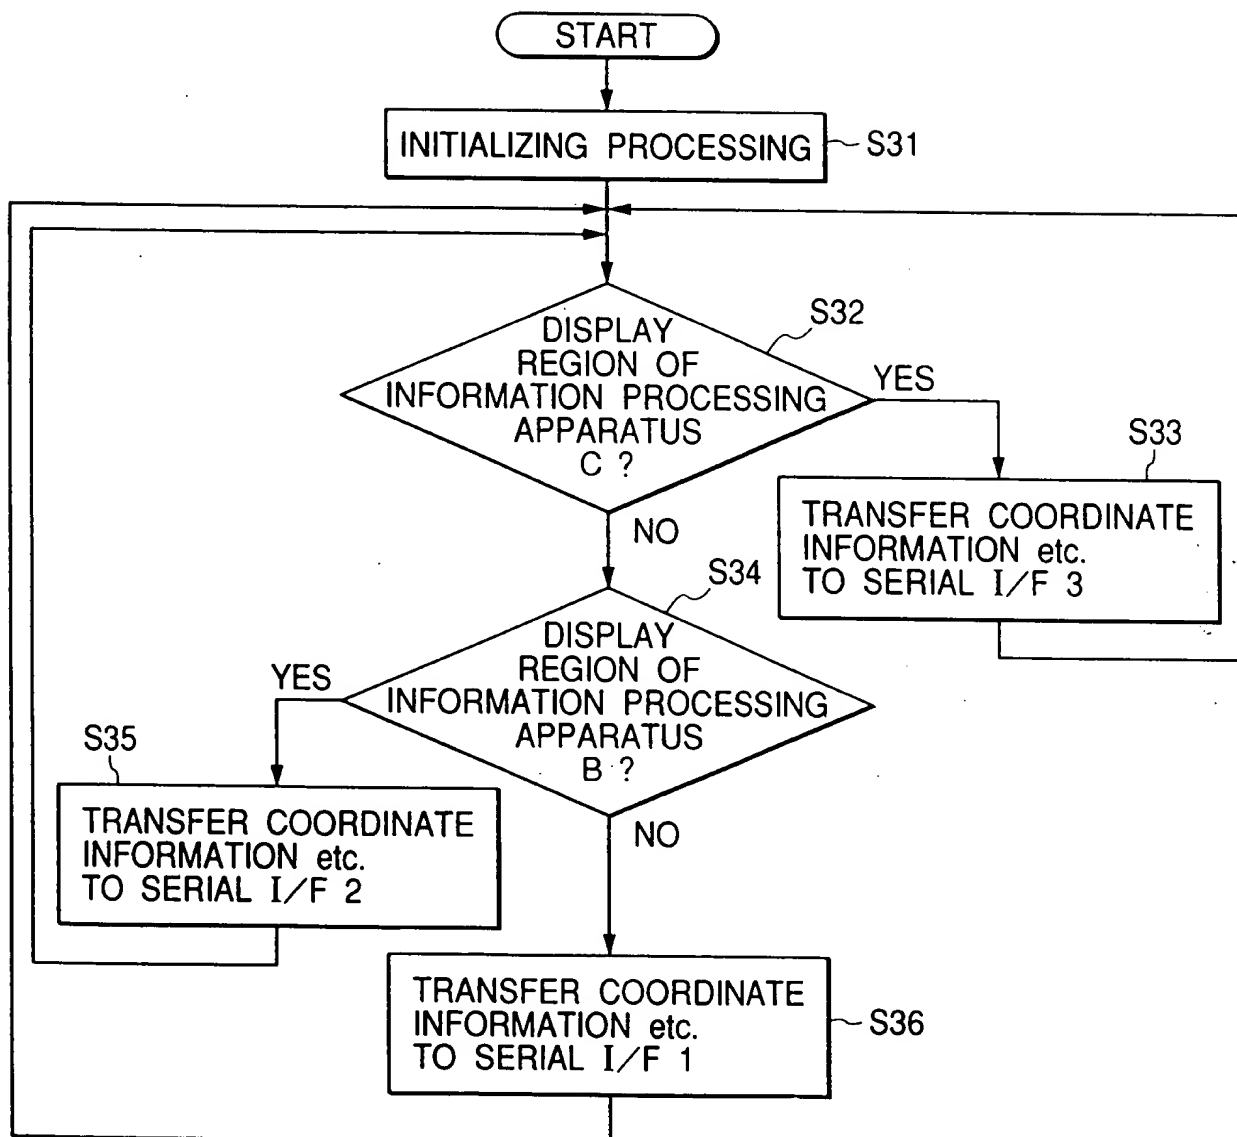 START
INITIALIZING PROCESSING
S31
DISPLAY
REGION OF
INFORMATION PROCESSING
APPARATUS
C ?
S32
YES
NO
S33
TRANSFER COORDINATE
INFORMATION etc.
TO SERIAL I/F 3
DISPLAY
REGION OF
INFORMATION PROCESSING
APPARATUS
B ?
S34
YES
NO
S35
TRANSFER COORDINATE
INFORMATION etc.
TO SERIAL I/F 2
TRANSFER COORDINATE
INFORMATION etc.
TO SERIAL I/F 1
S36